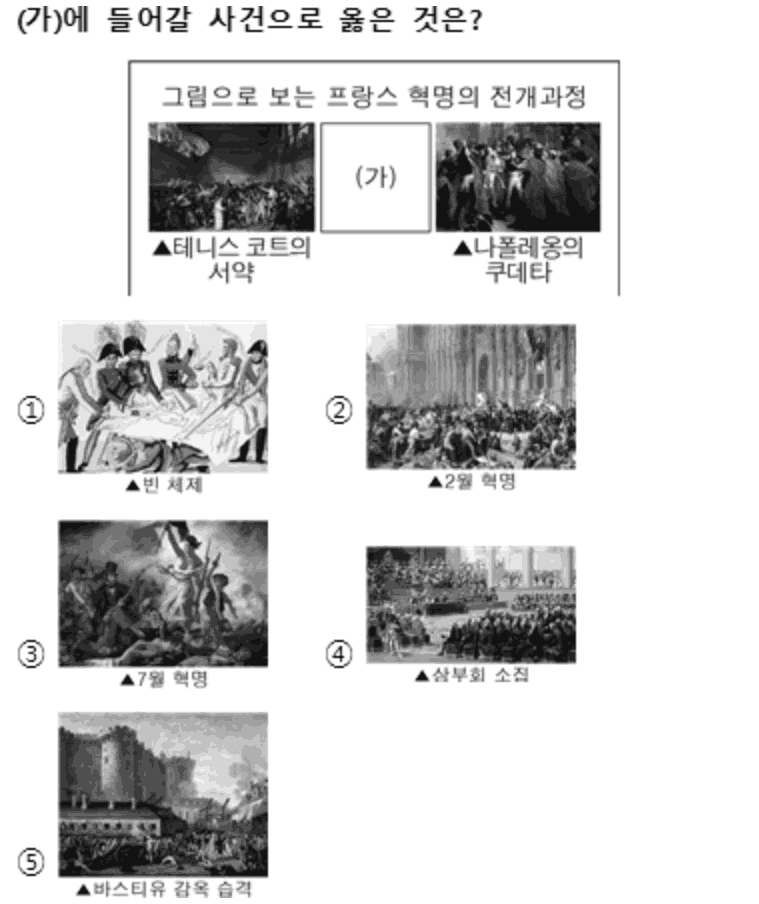 (가)에 들어갈 사건으로 옳은 것은?
그림으로 보는 프랑스 혁명의 전개과정
(가)
▲테니스 코트의
서약
▲나폴레옹의
쿠데타
①
▲빈 체제
②
▲2월 혁명
③
▲7월 혁명
④
▲삼부회 소집
⑤
▲바스티유 감옥 습격